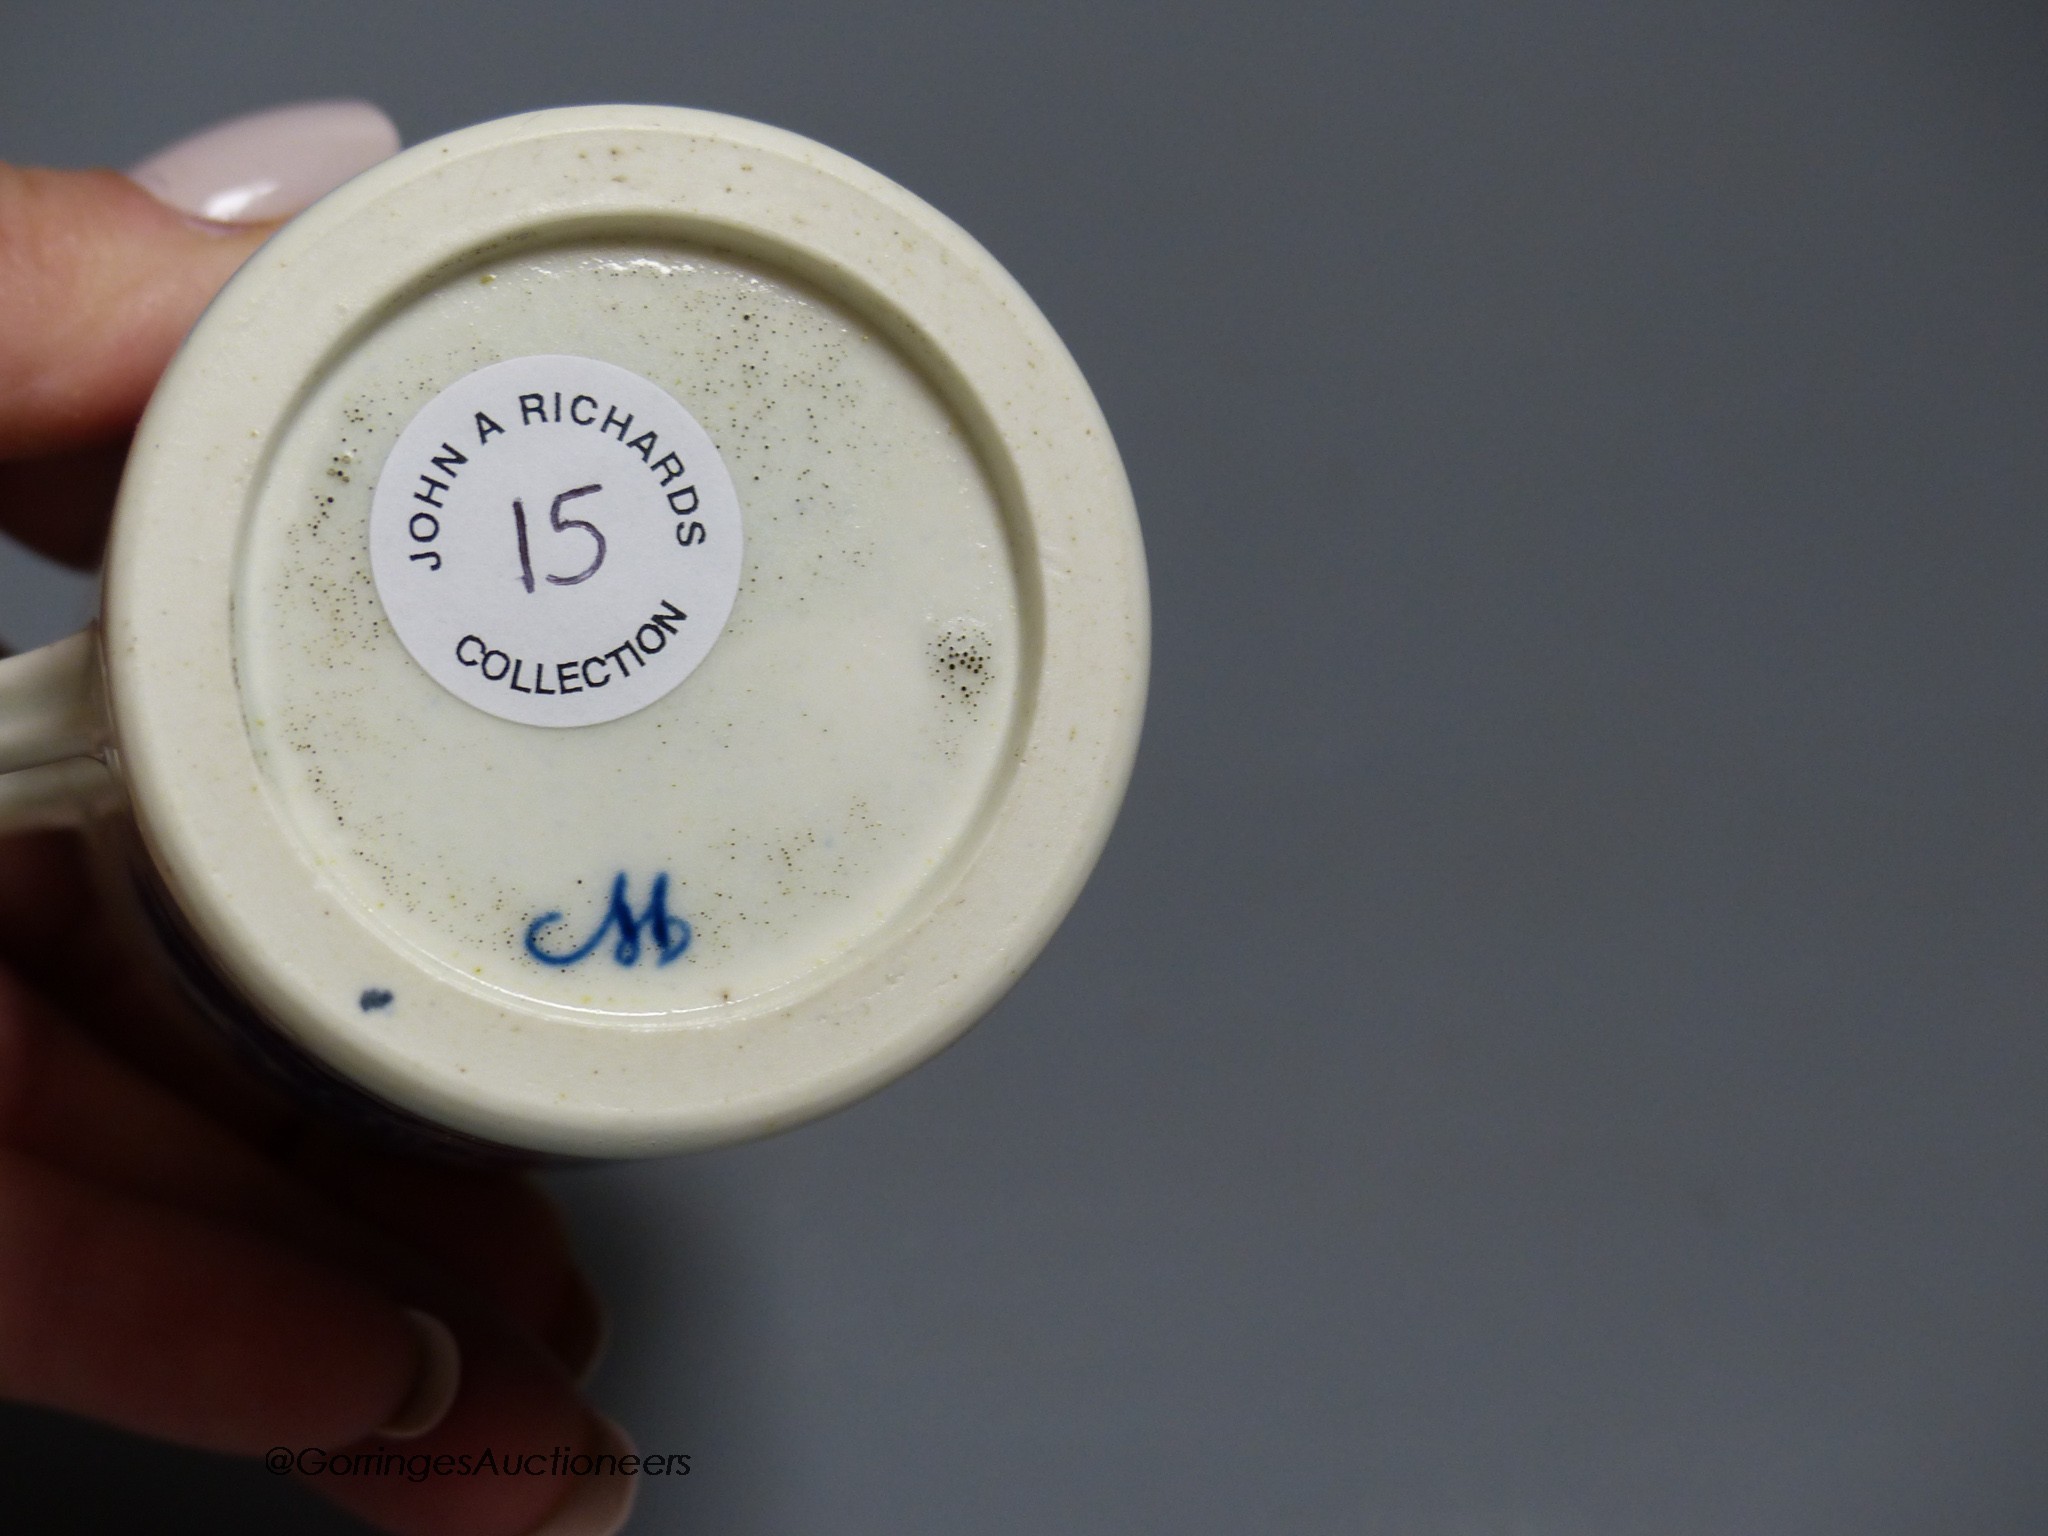 JOHN A RICHARDS
15
COLLECTION
M
@GorringesAuctioneers